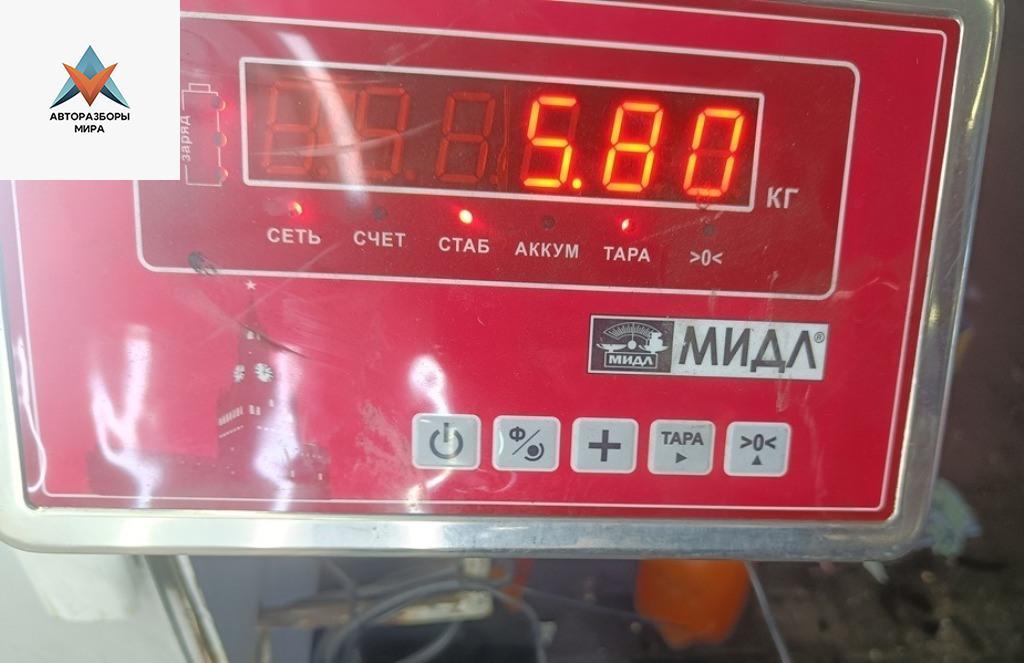 АВТОРАЗБОРЫ
МИРА
заряд
5.80
КГ
СЕТЬ СЧЕТ СТАБ АККУМ ТАРА >0<
МИДЛ МИДЛ®
Ф/ + ТАРА >0<